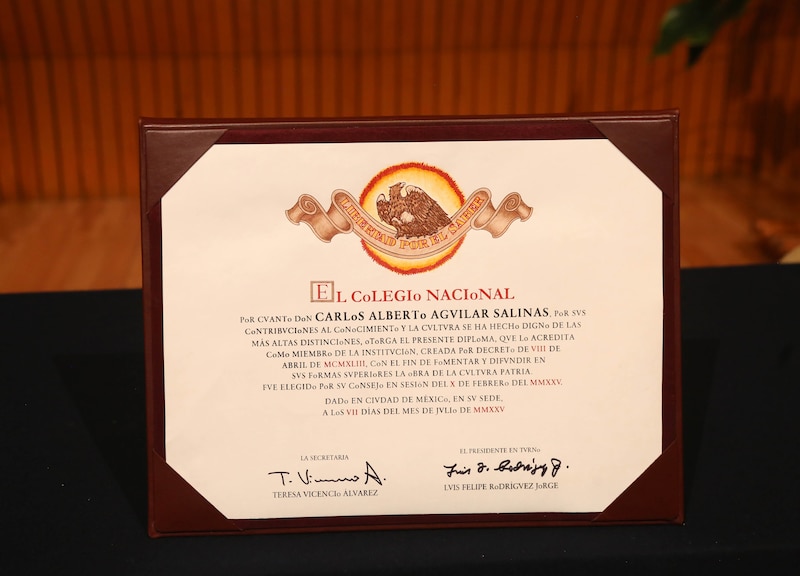 LIBERTAD POR EL SABER
EL CoLEGIo NACIoNAL
PoR CVANTo DoN CARLoS ALBERTo AGVILAR SALINAS, PoR SVS
CoNTRIBVCIoNES AL CoNoCIMIENTo Y LA CVLTVRA SE HA HECHo DIGNo DE LAS
MÁS ALTAS DISTINCIoNES, oToRGA EL PRESENTE DIPLoMA, QVE Lo ACREDITA
CoMo MIEMBRo DE LA INSTITVCIóN, CREADA PoR DECRETo DE VIII DE
ABRIL DE MCMXLIII, CoN EL FIN DE FoMENTAR Y DIFVNDIR EN
SVS FoRMAS SVPERIoRES LA oBRA DE LA CVLTVRA PATRIA.
FVE ELEGIDo PoR SV CoNSEJo EN SESIóN DEL X DE FEBRERo DEL MMXXV.
DADo EN CIVDAD DE MÉXICo, EN SV SEDE,
A LoS VII DÍAS DEL MES DE JVLIo DE MMXXV
LA SECRETARIA
EL PRESIDENTE EN TVRNo
T. Vicencio A.
Luis F. Rodríguez J.
TERESA VICENCIo ÁLVAREZ
LVIS FELIPE RoDRÍGVEZ JoRGE